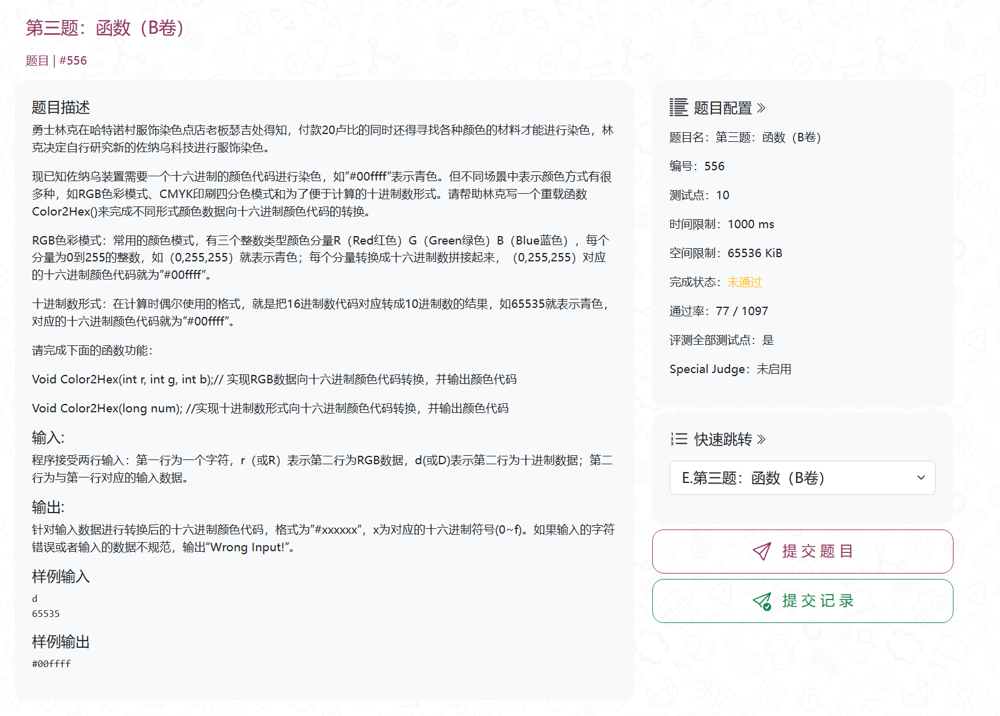 第三题：函数（B卷）
题目 | #556
题目描述
勇士林克在哈特诺村服饰染色点店老板瑟吉处得知，付款20卢比的同时还得寻找各种颜色的材料才能进行染色，林
克决定自行研究新的佐纳乌科技进行服饰染色。
现已知佐纳乌装置需要一个十六进制的颜色代码进行染色，如”#00ffff”表示青色。但不同场景中表示颜色方式有很
多种，如RGB色彩模式、CMYK印刷四分色模式和为了便于计算的十进制数形式。请帮助林克写一个重载函数
Color2Hex()来完成不同形式颜色数据向十六进制颜色代码的转换。
RGB色彩模式：常用的颜色模式，有三个整数类型颜色分量R（Red红色）G（Green绿色）B（Blue蓝色），每个
分量为0到255的整数，如（0,255,255）就表示青色；每个分量转换成十六进制数拼接起来，（0,255,255）对应
的十六进制颜色代码就为”#00ffff”。
十进制数形式：在计算时偶尔使用的格式，就是把16进制数代码对应转成10进制数的结果，如65535就表示青色，
对应的十六进制颜色代码就为”#00ffff”。
请完成下面的函数功能：
Void Color2Hex(int r, int g, int b);// 实现RGB数据向十六进制颜色代码转换，并输出颜色代码
Void Color2Hex(long num); //实现十进制数形式向十六进制颜色代码转换，并输出颜色代码
输入:
程序接受两行输入：第一行为一个字符，r（或R）表示第二行为RGB数据，d(或D)表示第二行为十进制数据；第二
行为与第一行对应的输入数据。
输出:
针对输入数据进行转换后的十六进制颜色代码，格式为”#xxxxxx”，x为对应的十六进制符号(0~f)。如果输入的字符
错误或者输入的数据不规范，输出“Wrong Input!”。
样例输入
d
65535
样例输出
#00ffff
题目配置 »
题目名：第三题：函数（B卷）
编号：556
测试点：10
时间限制：1000 ms
空间限制：65536 KiB
完成状态：未通过
通过率：77 / 1097
评测全部测试点：是
Special Judge：未启用
快速跳转 »
E.第三题：函数（B卷）
提交题目
提交记录